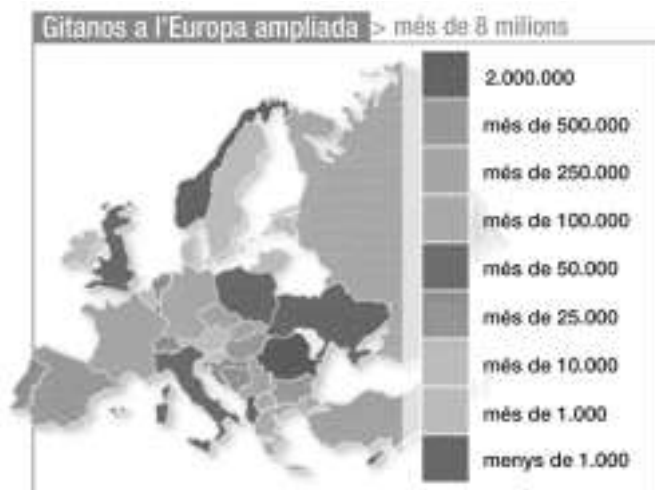 Gitanos a l'Europa ampliada > més de 8 milions
2.000.000
més de 500.000
més de 250.000
més de 100.000
més de 50.000
més de 25.000
més de 10.000
més de 1.000
menys de 1.000